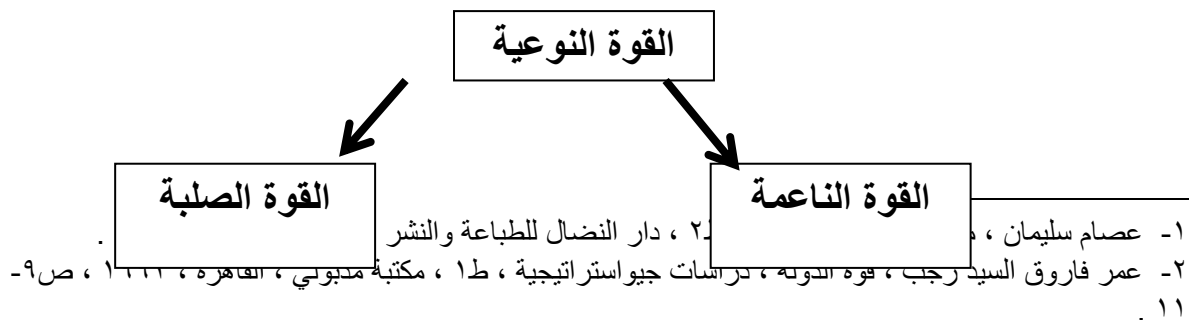 القوة النوعية
القوة الناعمة
القوة الصلبة
١- عصام سليمان ، ط٢ ، دار النضال للطباعة والنشر .
٢- عمر فاروق السيد رجب ، قوة الدولة ، دراسات جيواستراتيجية ، ط١ ، مكتبة مدبولي ، القاهرة ، ص٩-
١١ .